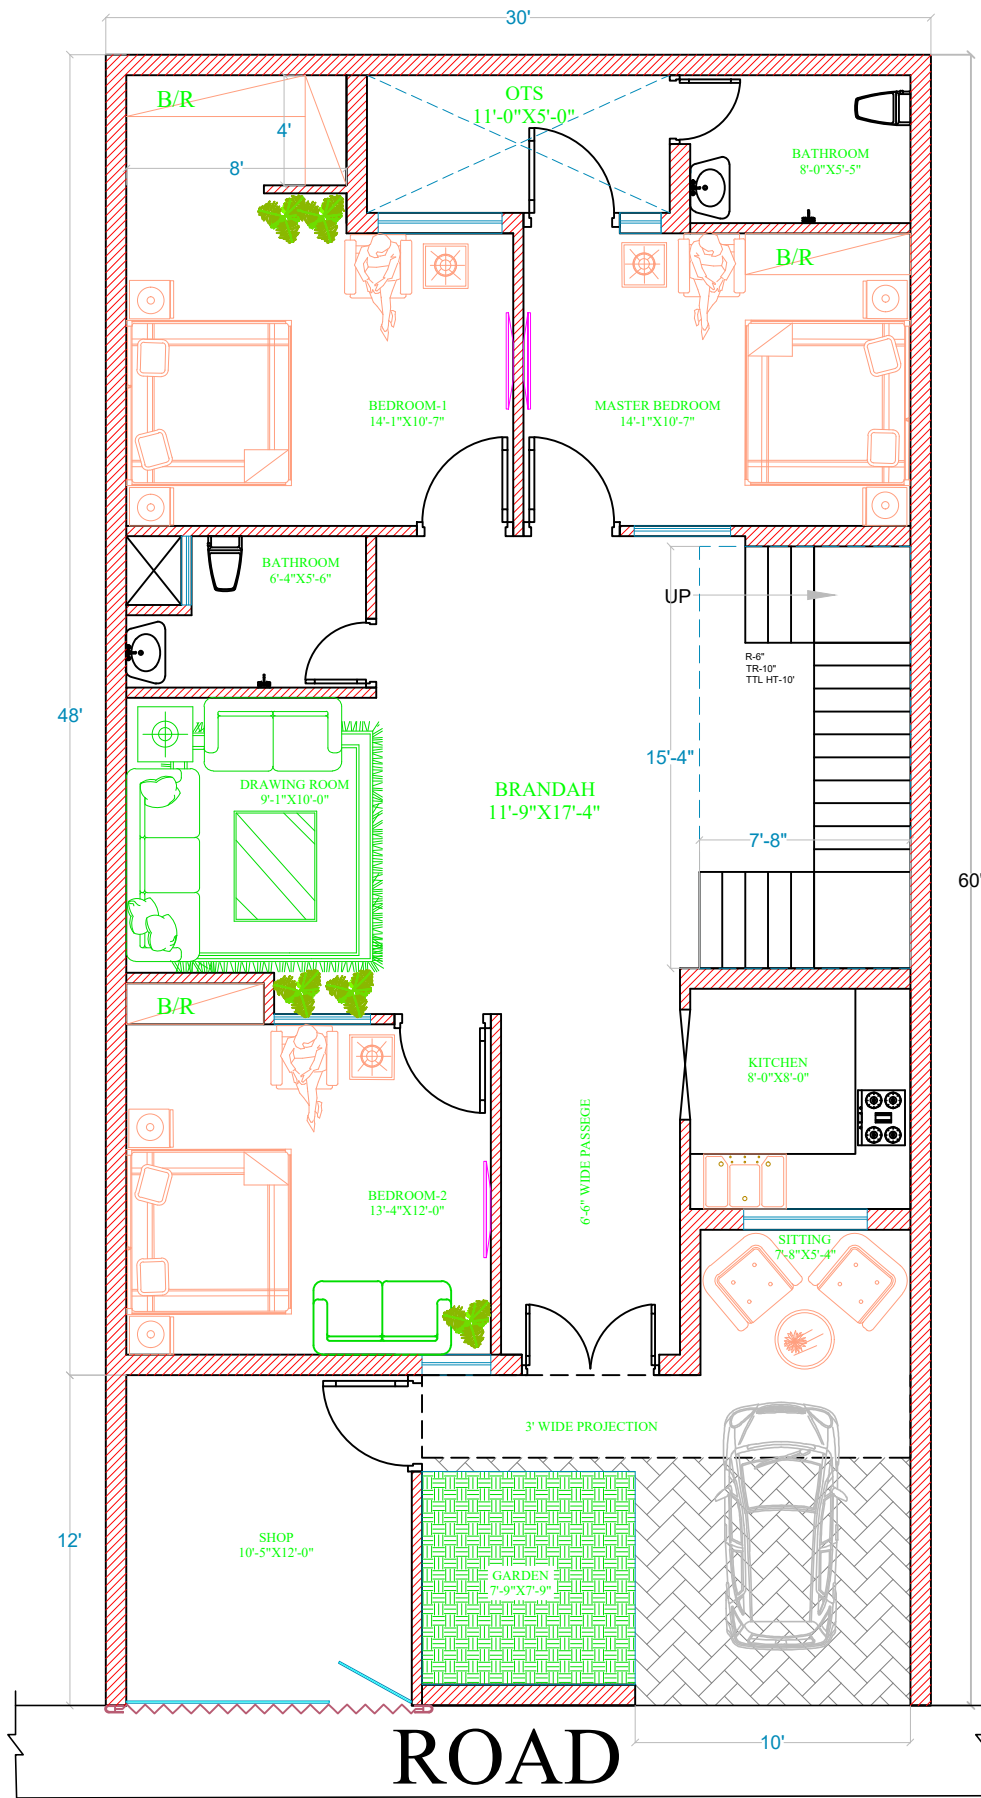 30'
B/R
OTS
11'-0"X5'-0"
4'
8'
BATHROOM
8'-0"X5'-5"
B/R
BEDROOM-1
14'-1"X10'-7"
MASTER BEDROOM
14'-1"X10'-7"
BATHROOM
6'-4"X5'-6"
UP
R-6"
TR-10"
TTL HT-10'
48'
15'-4"
DRAWING ROOM
9'-1"X10'-0"
BRANDAH
11'-9"X17'-4"
7'-8"
60'
B/R
KITCHEN
8'-0"X8'-0"
6'-6" WIDE PASSEGE
BEDROOM-2
13'-4"X12'-0"
SITTING
7'-8"X5'-4"
3' WIDE PROJECTION
12'
SHOP
10'-5"X12'-0"
GARDEN
7'-9"X7'-9"
ROAD
10'